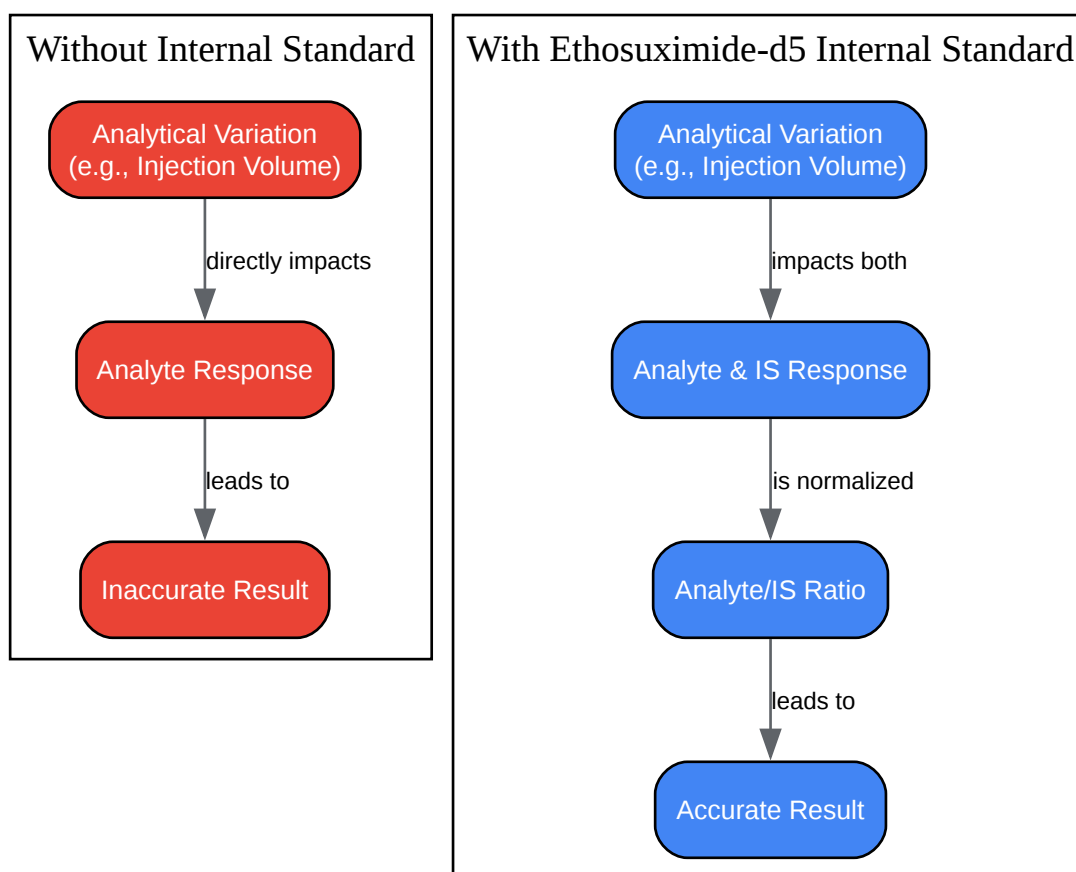 Without Internal Standard
Analytical Variation
(e.g., Injection Volume)
directly impacts
Analyte Response
leads to
Inaccurate Result
With Ethosuximide-d5 Internal Standard
Analytical Variation
(e.g., Injection Volume)
impacts both
Analyte & IS Response
is normalized
Analyte/IS Ratio
leads to
Accurate Result